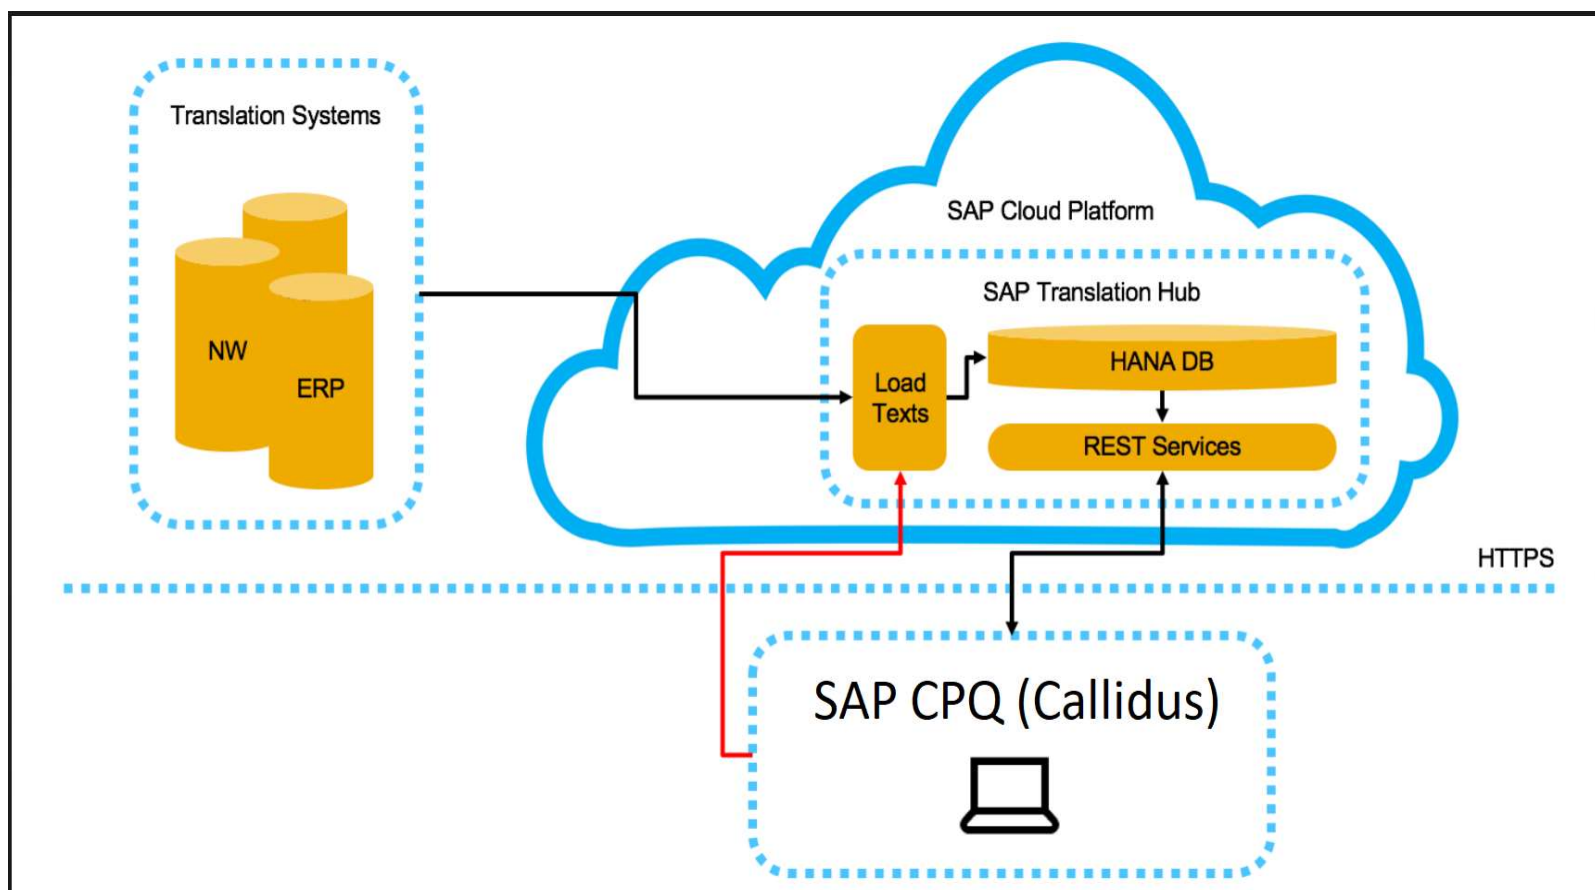 Translation Systems
NW
ERP
SAP Cloud Platform
SAP Translation Hub
Load
Texts
HANA DB
REST Services
HTTPS
SAP CPQ (Callidus)